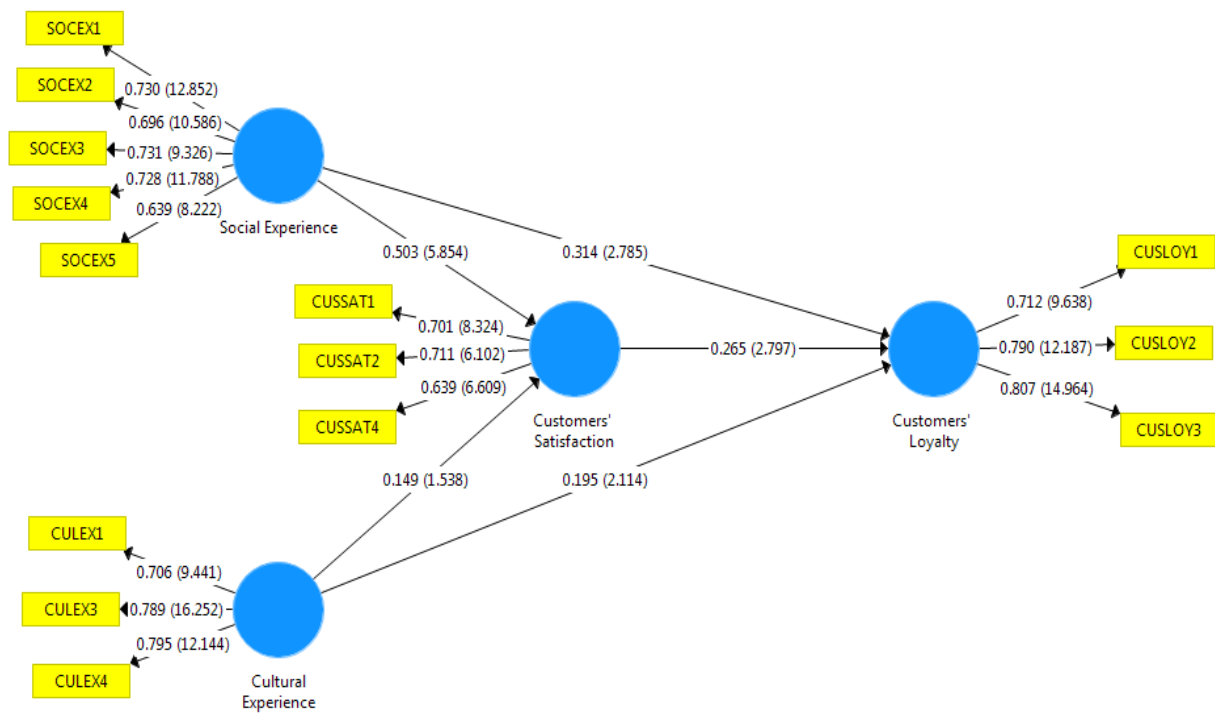 SOCEX1
0.730 (12.852)
SOCEX2
0.696 (10.586)
SOCEX3
0.731 (9.326)
SOCEX4
0.728 (11.788)
0.639 (8.222)
SOCEX5
Social Experience
0.503 (5.854)
0.314 (2.785)
CUSSAT1
0.701 (8.324)
CUSSAT2
0.711 (6.102)
0.639 (6.609)
CUSSAT4
Customers'
Satisfaction
0.265 (2.797)
CUSLOY1
0.712 (9.638)
CUSLOY2
0.790 (12.187)
0.807 (14.964)
CUSLOY3
Customers'
Loyalty
0.149 (1.538)
0.195 (2.114)
CULEX1
0.706 (9.441)
CULEX3
0.789 (16.252)
0.795 (12.144)
CULEX4
Cultural
Experience